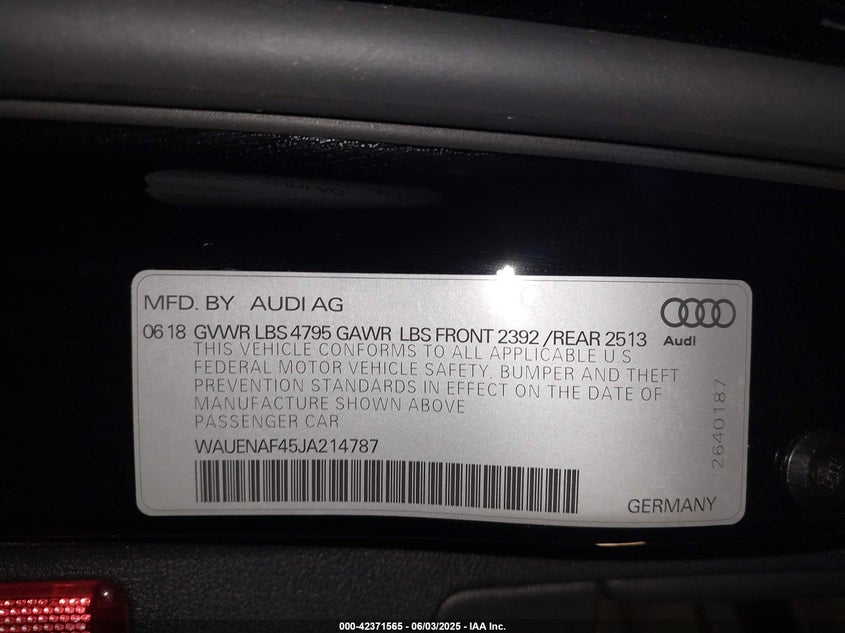 MFD. BY AUDI AG
06 18 GVWR LBS 4795 GAWR LBS FRONT 2392 /REAR 2513
Audi
THIS VEHICLE CONFORMS TO ALL APPLICABLE U.S.
FEDERAL MOTOR VEHICLE SAFETY, BUMPER AND THEFT
PREVENTION STANDARDS IN EFFECT ON THE DATE OF
MANUFACTURE SHOWN ABOVE
PASSENGER CAR
2640187
WAUENAF45JA214787
GERMANY
000-42371565 - 06/03/2025 - IAA Inc.